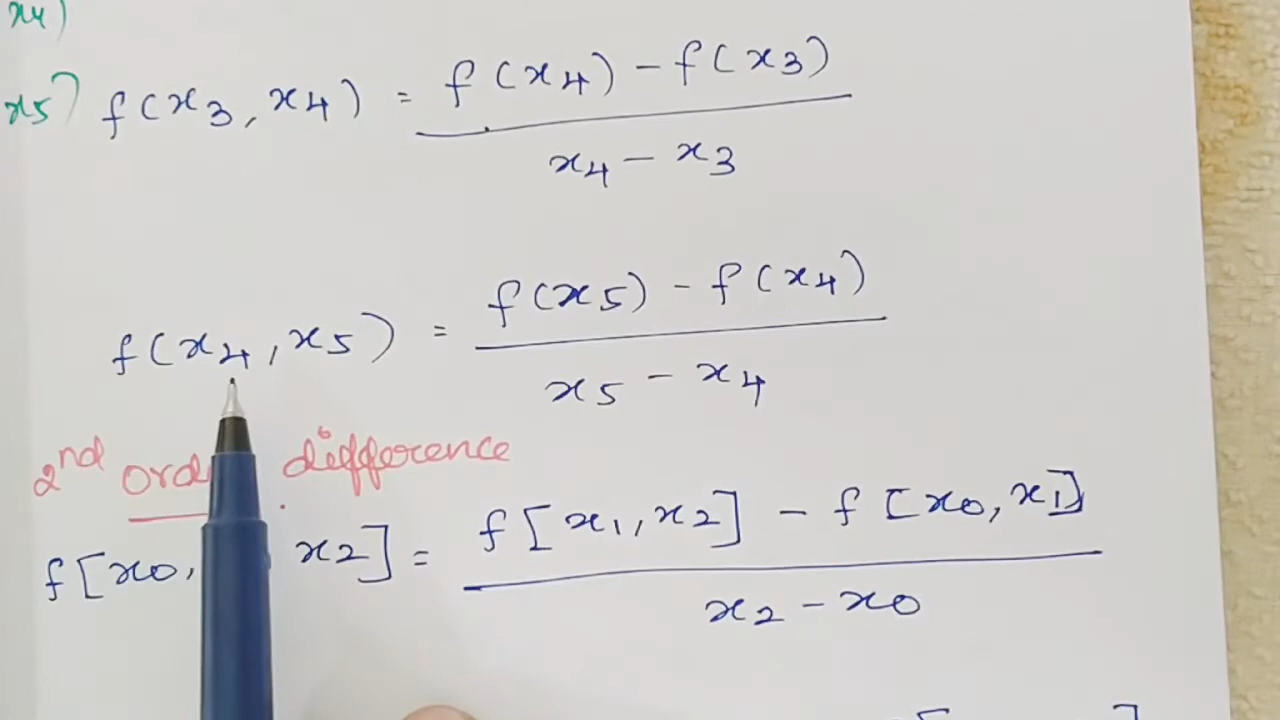 x4)
x5) f(x3, x4) = f(x4) - f(x3)
x4 - x3
f(x4, x5) = f(x5) - f(x4)
x5 - x4
2nd difference
f[x0, x2] = f[x1, x2] - f[x0, x1]
x2 - x0